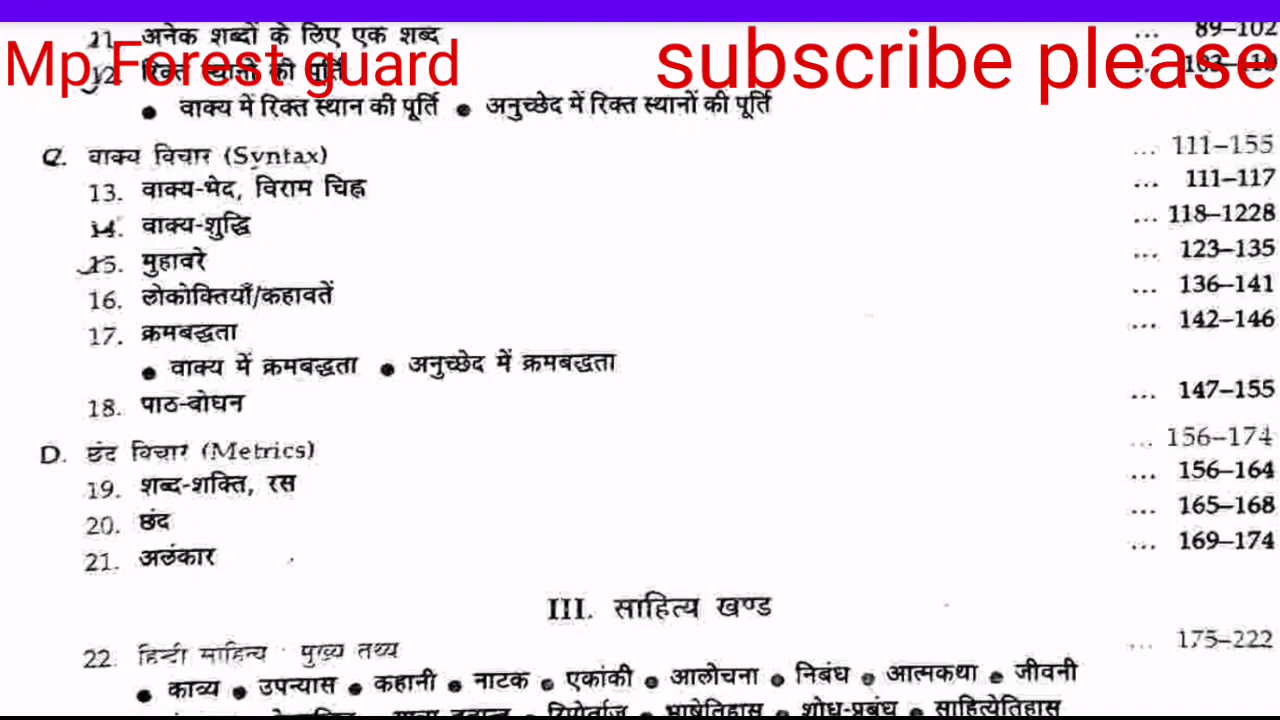 11. अनेक शब्दों के लिए एक शब्द ... 89–102
Mp Forest guard subscribe please
12. रिक्त स्थानों की पूर्ति ... 103–110
● वाक्य में रिक्त स्थान की पूर्ति ● अनुच्छेद में रिक्त स्थानों की पूर्ति
C. वाक्य विचार (Syntax) ... 111–155
13. वाक्य-भेद, विराम चिह्न ... 111–117
14. वाक्य-शुद्धि ... 118–1228
15. मुहावरे ... 123–135
16. लोकोक्तियाँ/कहावतें ... 136–141
17. क्रमबद्धता ... 142–146
● वाक्य में क्रमबद्धता ● अनुच्छेद में क्रमबद्धता
18. पाठ-बोधन ... 147–155
D. छंद विचार (Metrics) ... 156–174
19. शब्द-शक्ति, रस ... 156–164
20. छंद ... 165–168
21. अलंकार ... 169–174
III. साहित्य खण्ड
22. हिन्दी साहित्य : मुख्य तथ्य ... 175–222
● काव्य ● उपन्यास ● कहानी ● नाटक ● एकांकी ● आलोचना ● निबंध ● आत्मकथा ● जीवनी
रिपोर्ताज ● भाषेतिहास ● शोध-प्रबंध ● साहित्येतिहास